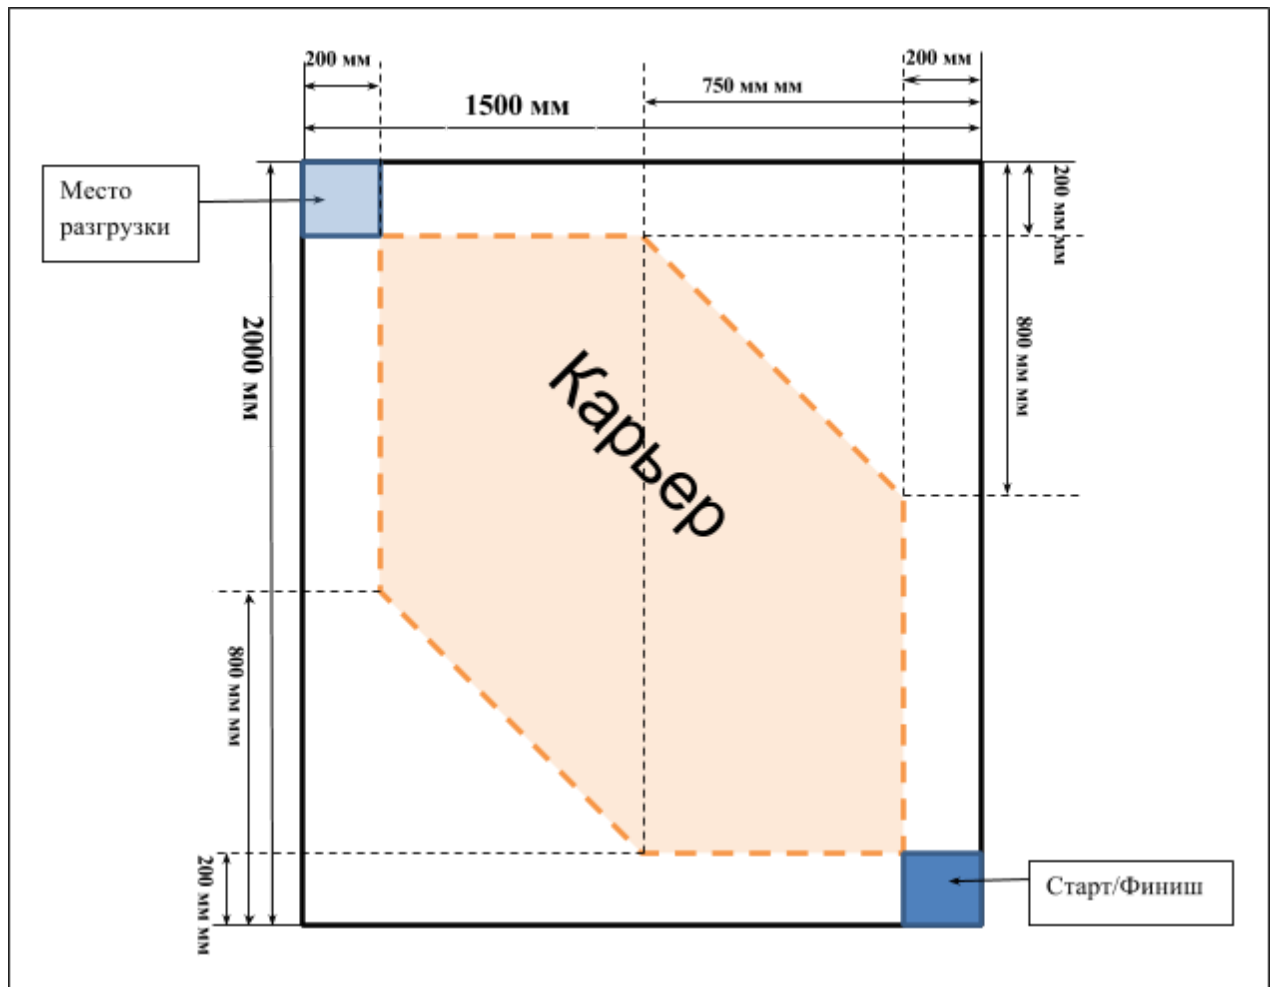 200 мм
200 мм
750 мм мм
1500 мм
Место
разгрузки
200 мм мм
2000 мм
800 мм мм
Карьер
800 мм мм
200 мм мм
Старт/Финиш